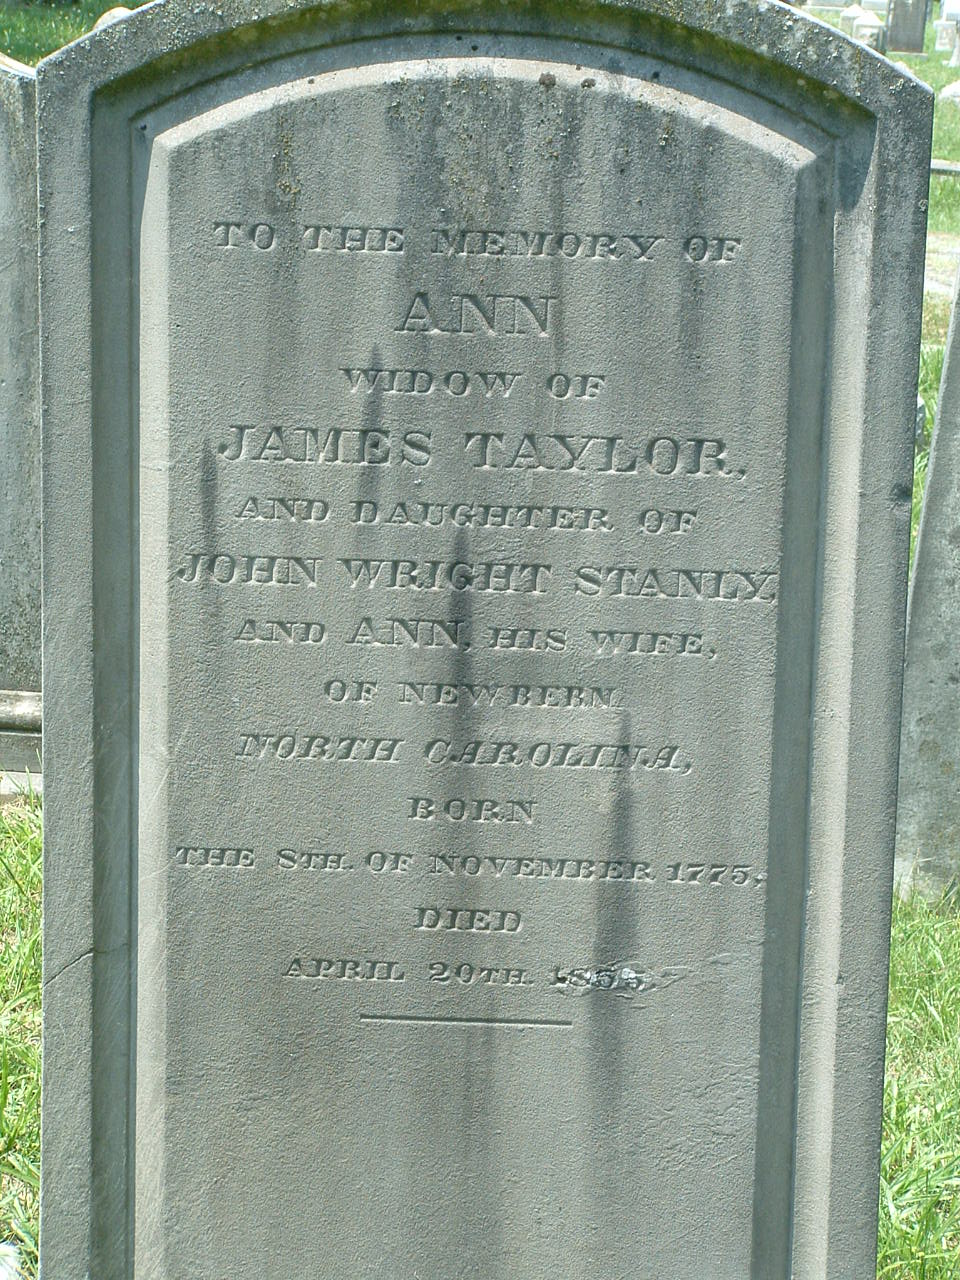 TO THE MEMORY OF
ANN
WIDOW OF
JAMES TAYLOR,
AND DAUGHTER OF
JOHN WRIGHT STANLY,
AND ANN, HIS WIFE,
OF NEWBERN,
NORTH CAROLINA,
BORN
THE 8TH. OF NOVEMBER 1775,
DIED
APRIL 20TH.